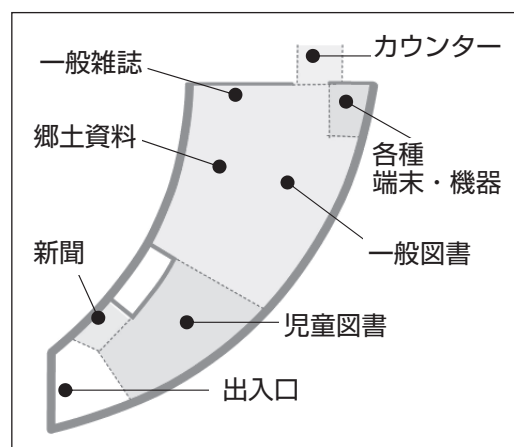 カウンター
一般雑誌
郷土資料
各種
端末・機器
一般図書
新聞
児童図書
出入口